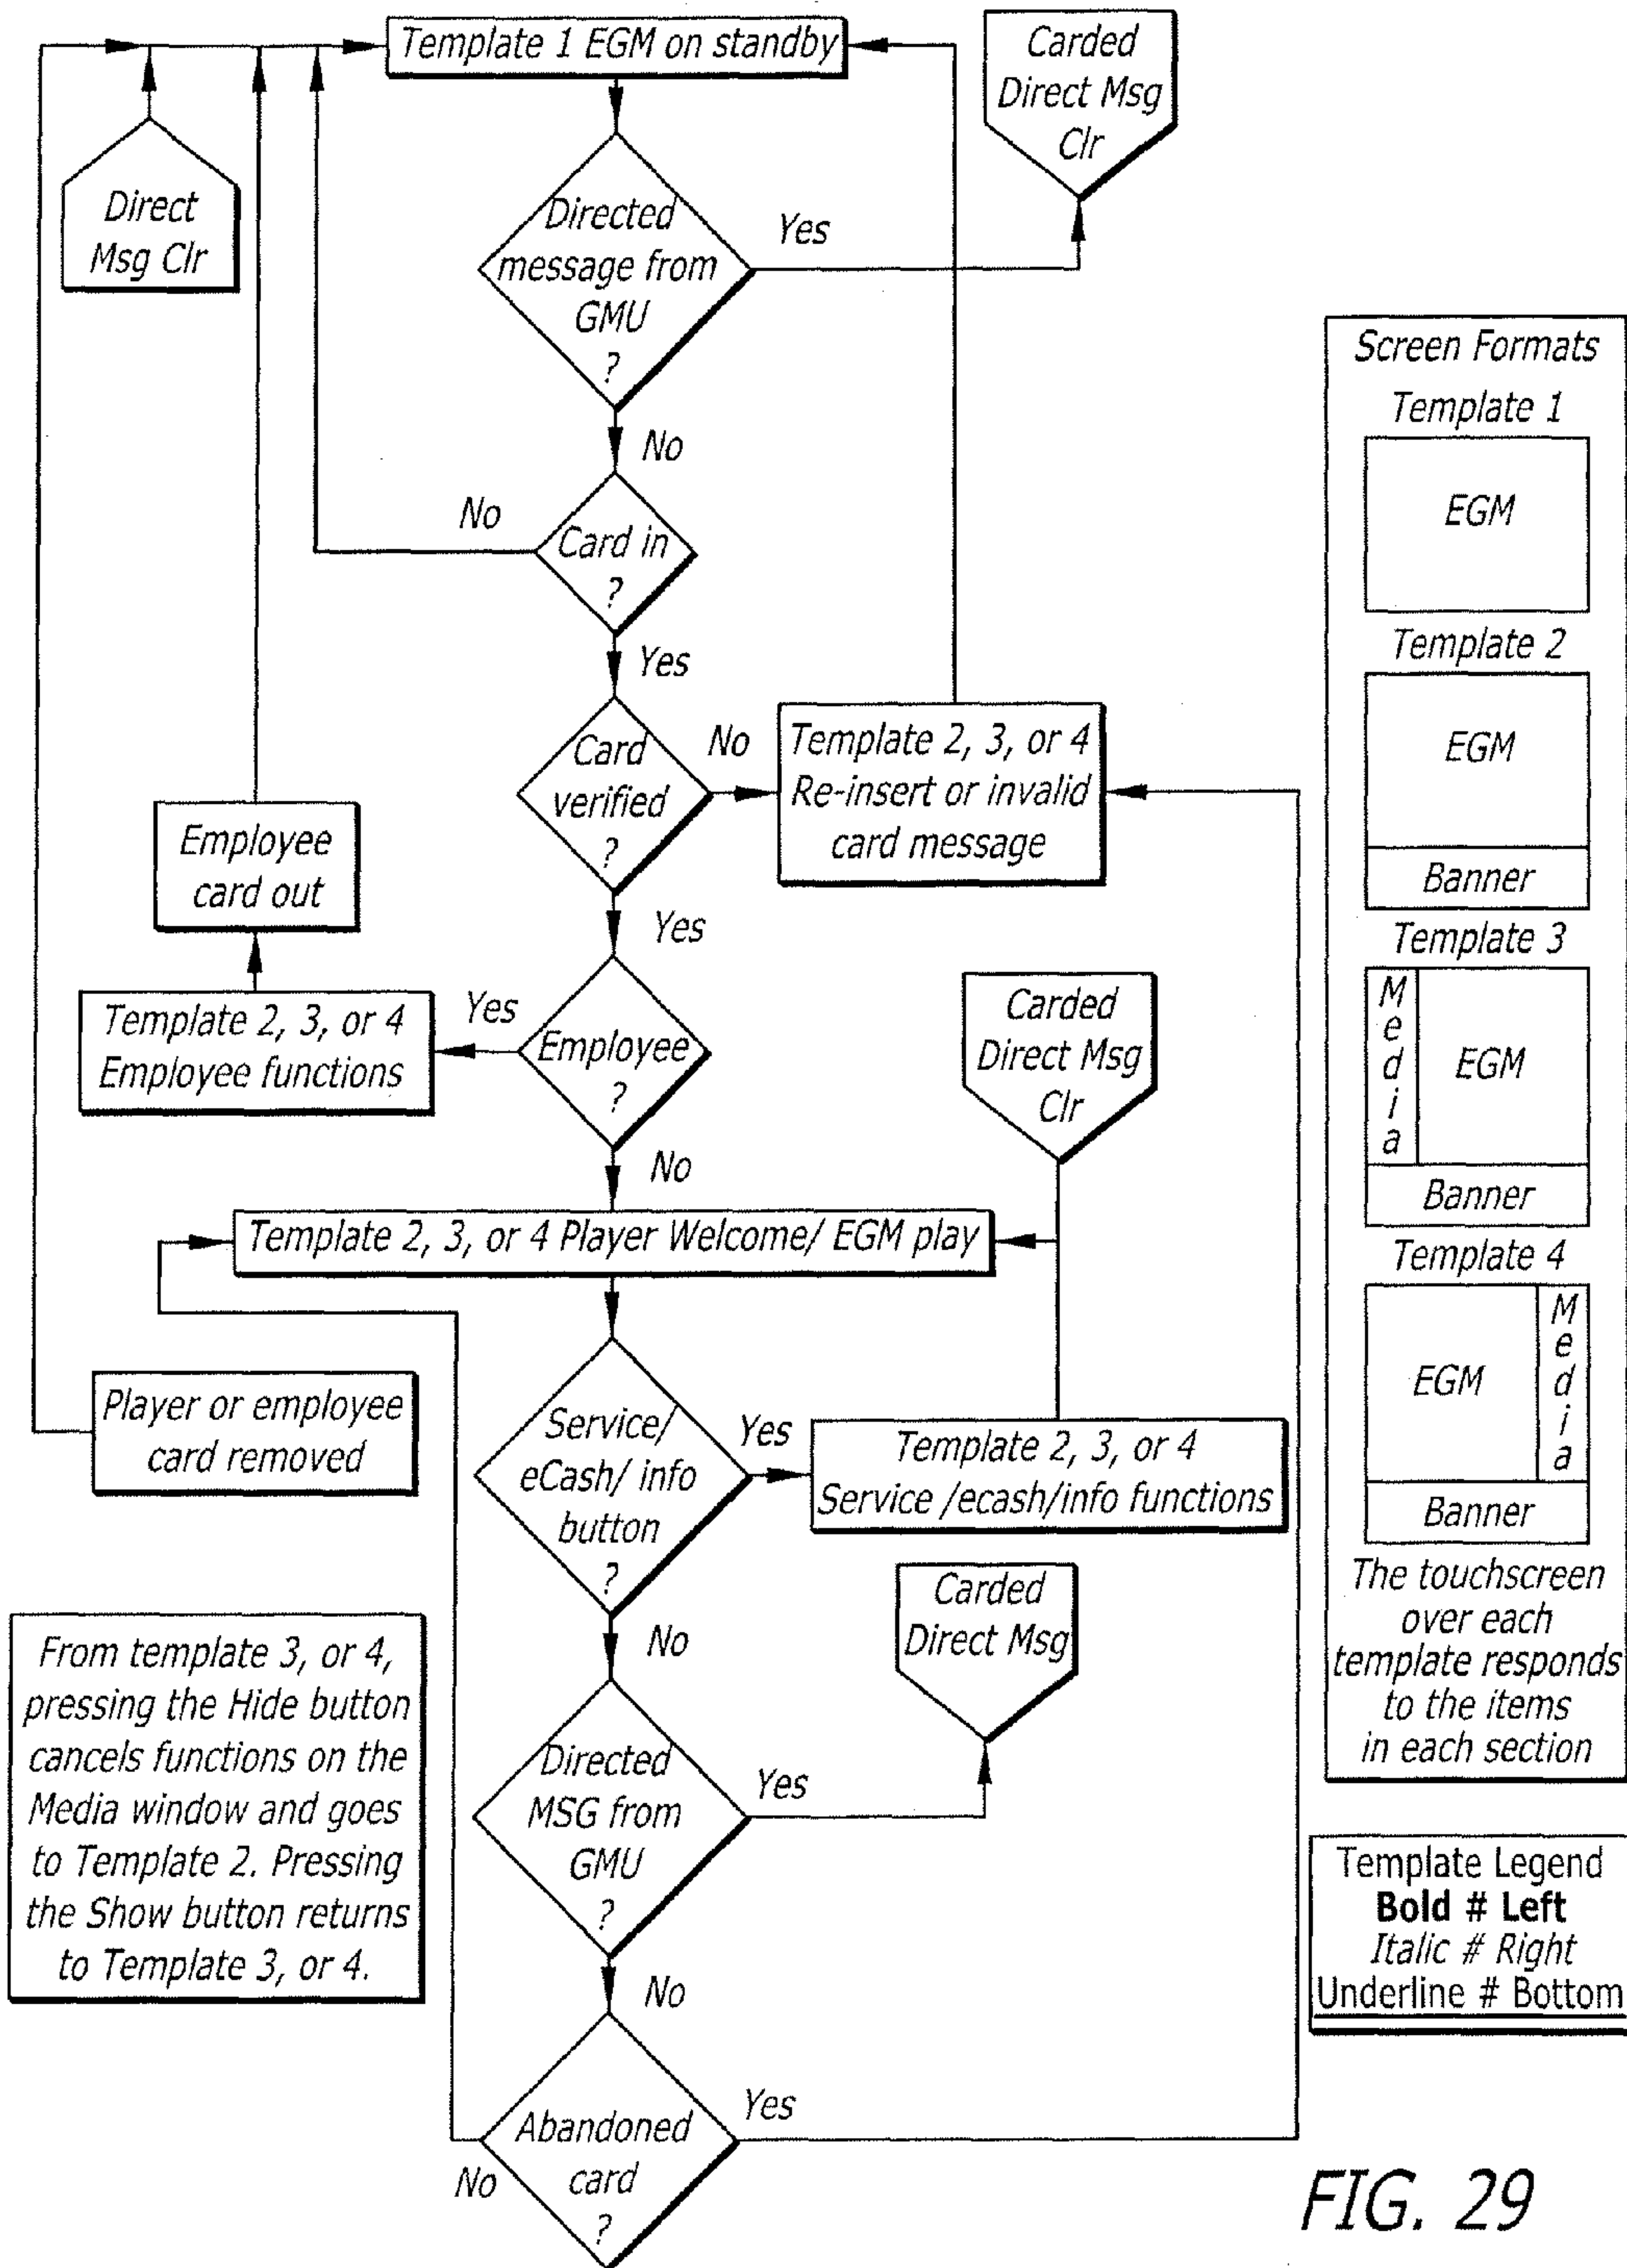 Template 1 EGM on standby
Carded
Direct Msg
Clr
Direct
Msg Clr
Directed
message from
GMU
?
Yes
No
Card in
?
No
Yes
Card
verified
?
No
Template 2, 3, or 4
Re-insert or invalid
card message
Yes
Employee
card out
Template 2, 3, or 4
Employee functions
Yes
Employee
?
No
Carded
Direct Msg
Clr
Template 2, 3, or 4 Player Welcome/ EGM play
Player or employee
card removed
Service/
eCash/ info
button
?
Yes
Template 2, 3, or 4
Service /ecash/info functions
No
Carded
Direct Msg
Directed
MSG from
GMU
?
Yes
No
Abandoned
card
?
Yes
No
From template 3, or 4,
pressing the Hide button
cancels functions on the
Media window and goes
to Template 2. Pressing
the Show button returns
to Template 3, or 4.
Screen Formats
Template 1
EGM
Template 2
EGM
Banner
Template 3
Media
EGM
Banner
Template 4
EGM
Media
Banner
The touchscreen
over each
template responds
to the items
in each section
Template Legend
Bold # Left
Italic # Right
Underline # Bottom
FIG. 29